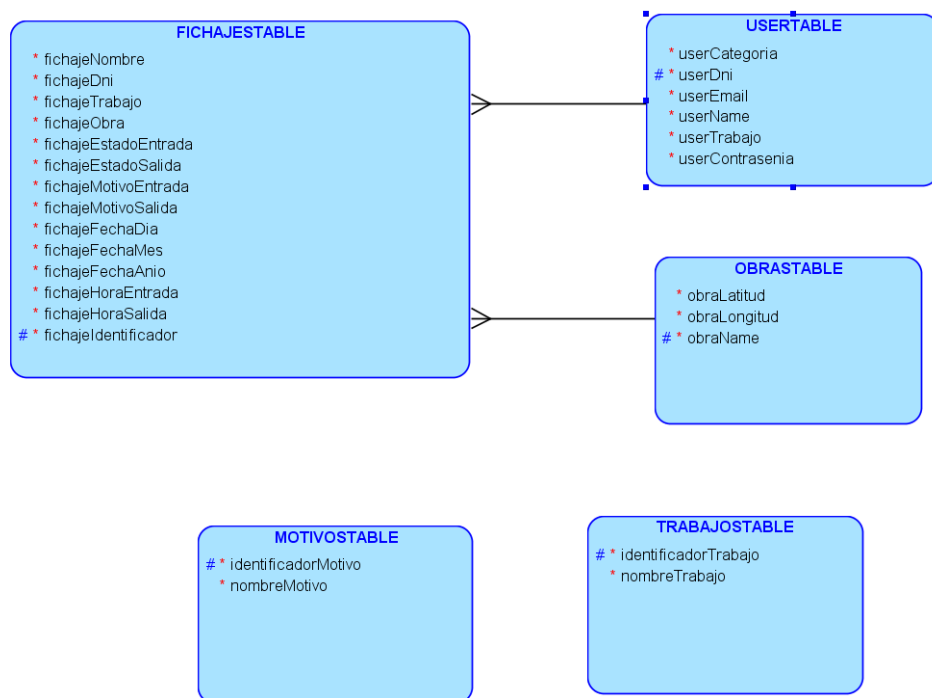 FICHAJESTABLE
* fichajeNombre
* fichajeDni
* fichajeTrabajo
* fichajeObra
* fichajeEstadoEntrada
* fichajeEstadoSalida
* fichajeMotivoEntrada
* fichajeMotivoSalida
* fichajeFechaDia
* fichajeFechaMes
* fichajeFechaAnio
* fichajeHoraEntrada
* fichajeHoraSalida
# * fichajeIdentificador
USERTABLE
* userCategoria
# * userDni
* userEmail
* userName
* userTrabajo
* userContrasenia
OBRASTABLE
* obraLatitud
* obraLongitud
# * obraName
MOTIVOSTABLE
# * identificadorMotivo
* nombreMotivo
TRABAJOSTABLE
# * identificadorTrabajo
* nombreTrabajo